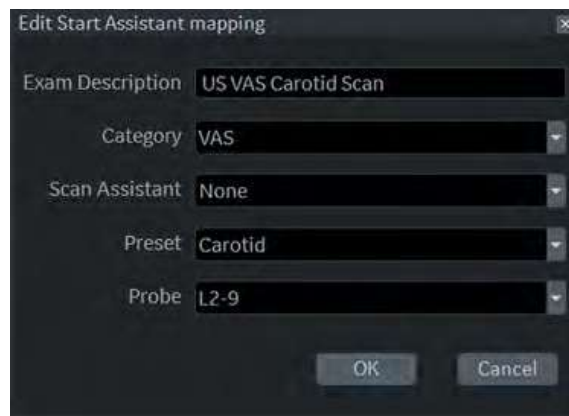 Edit Start Assistant mapping
Exam Description US VAS Carotid Scan
Category VAS
Scan Assistant None
Preset Carotid
Probe L2-9
OK Cancel